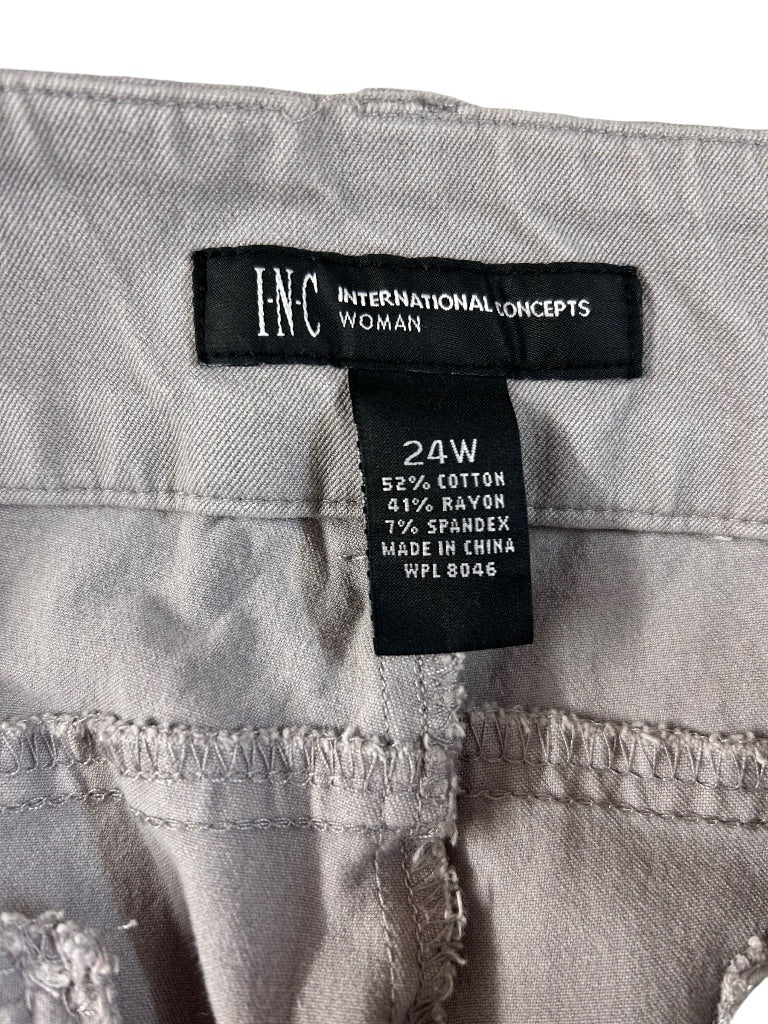 I·N·C INTERNATIONAL CONCEPTS
WOMAN
24W
52% COTTON
41% RAYON
7% SPANDEX
MADE IN CHINA
WPL 8046